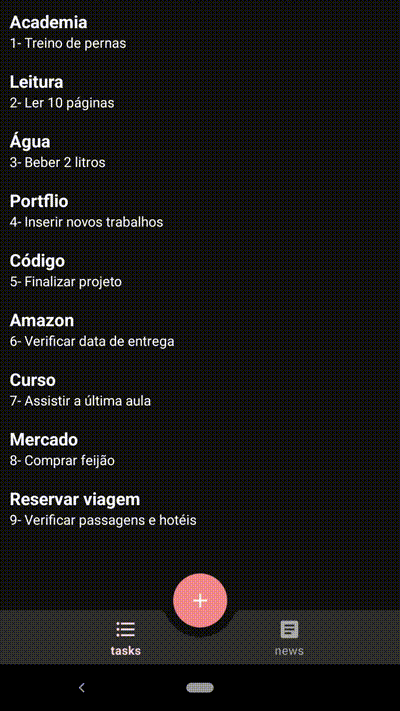 Academia
1- Treino de pernas
Leitura
2- Ler 10 páginas
Água
3- Beber 2 litros
Portflio
4- Inserir novos trabalhos
Código
5- Finalizar projeto
Amazon
6- Verificar data de entrega
Curso
7- Assistir a última aula
Mercado
8- Comprar feijão
Reservar viagem
9- Verificar passagens e hotéis
+
tasks
news